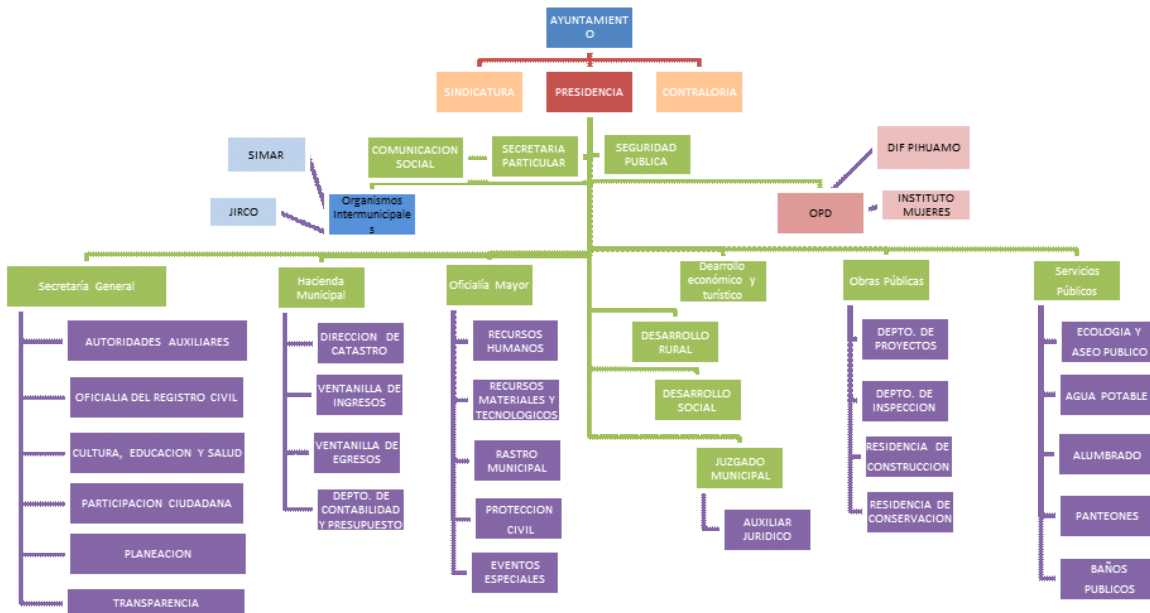 AYUNTAMIENT
O
SINDICATURA
PRESIDENCIA
CONTRALORIA
COMUNICACION
SOCIAL
SECRETARIA
PARTICULAR
SEGURIDAD
PUBLICA
SIMAR
JIRCO
Organismos
Intermunicipale
s
DIF PIHUAMO
OPD
INSTITUTO
MUJERES
Secretaría General
Hacienda
Municipal
Oficialía Mayor
Dearrollo
económico y
turístico
Obras Públicas
Servicios
Públicos
AUTORIDADES AUXILIARES
OFICIALIA DEL REGISTRO CIVIL
CULTURA, EDUCACION Y SALUD
PARTICIPACION CIUDADANA
PLANEACION
TRANSPARENCIA
DIRECCION DE
CATASTRO
VENTANILLA DE
INGRESOS
VENTANILLA DE
EGRESOS
DEPTO. DE
CONTABILIDAD
Y PRESUPUESTO
RECURSOS
HUMANOS
RECURSOS
MATERIALES Y
TECNOLOGICOS
RASTRO
MUNICIPAL
PROTECCION
CIVIL
EVENTOS
ESPECIALES
DESARROLLO
RURAL
DESARROLLO
SOCIAL
JUZGADO
MUNICIPAL
AUXILIAR
JURIDICO
DEPTO. DE
PROYECTOS
DEPTO. DE
INSPECCION
RESIDENCIA DE
CONSTRUCCION
RESIDENCIA DE
CONSERVACION
ECOLOGIA Y
ASEO PUBLICO
AGUA POTABLE
ALUMBRADO
PANTEONES
BAÑOS
PUBLICOS